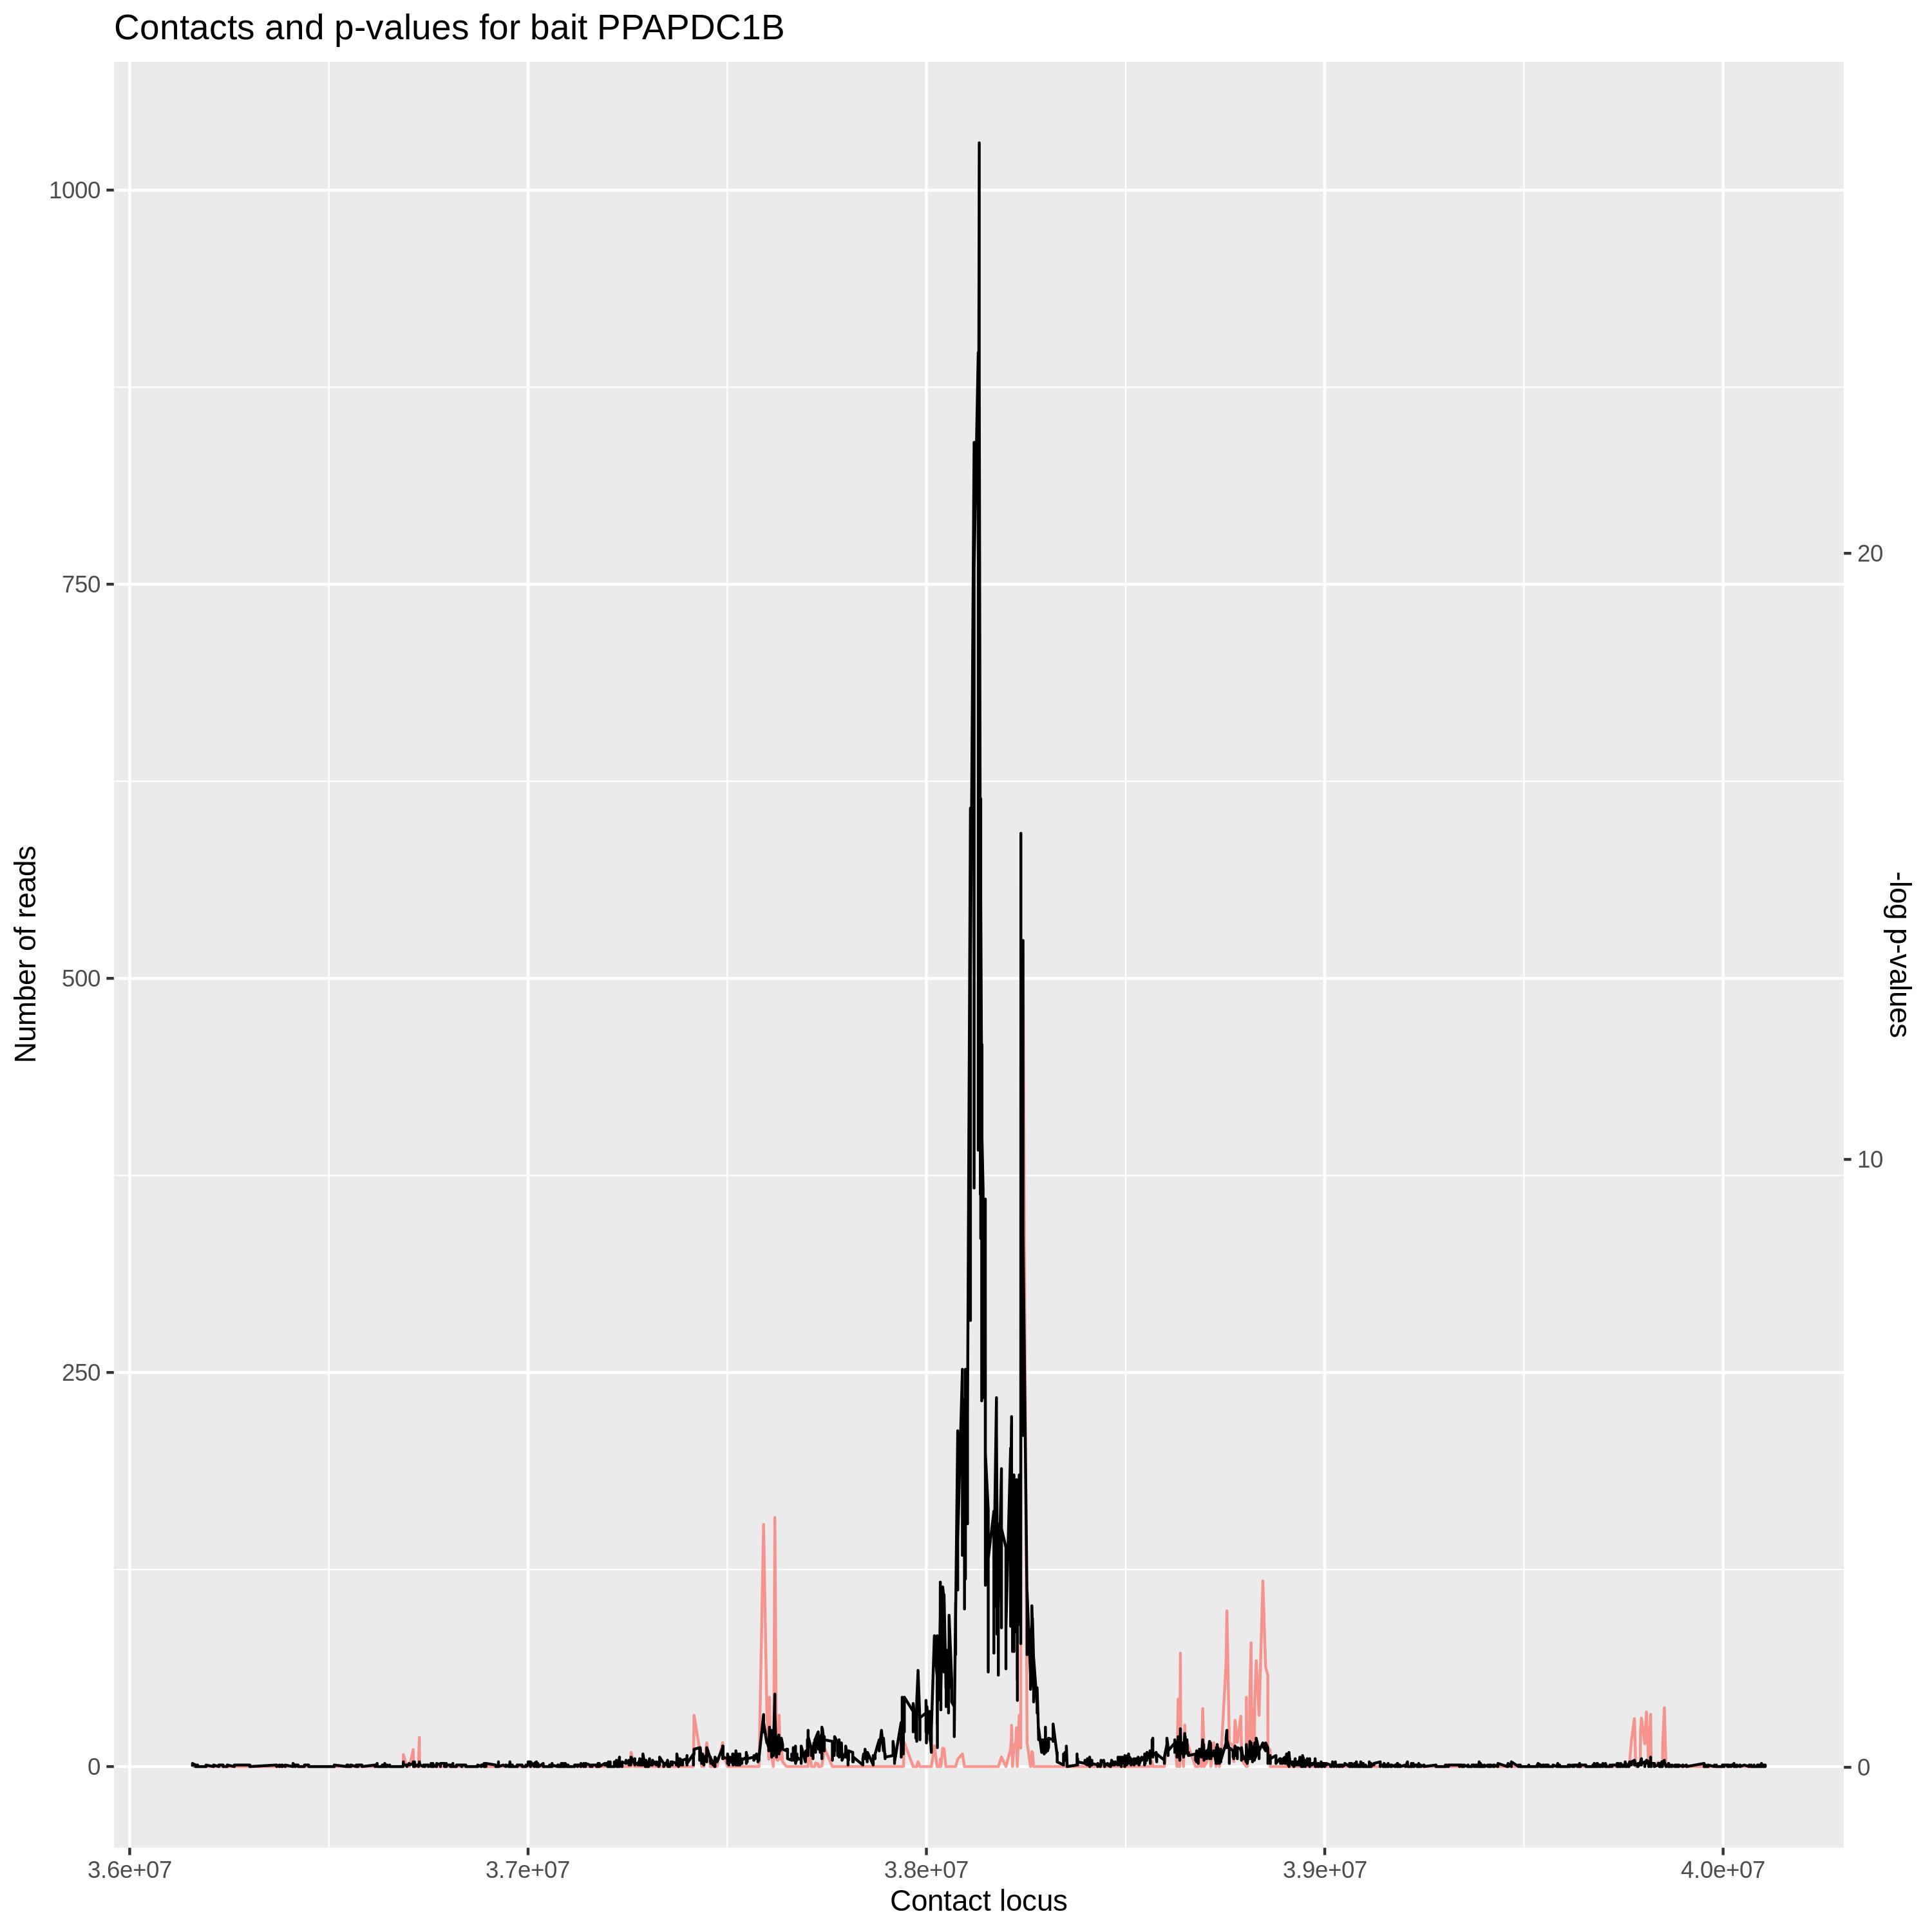 Contacts and p-values for bait PPAPDC1B
1000
750
500
250
0
Number of reads
20
10
0
-log p-values
3.6e+07
3.7e+07
3.8e+07
3.9e+07
4.0e+07
Contact locus